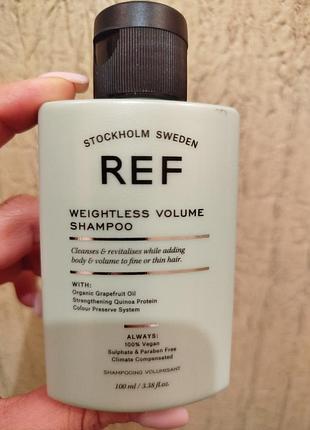 STOCKHOLM SWEDEN
REF
WEIGHTLESS VOLUME
SHAMPOO
Cleanses & revitalises while adding
body & volume to fine or thin hair.
WITH:
Organic Grapefruit Oil
Strengthening Quinoa Protein
Colour Preserve System
ALWAYS:
100% Vegan
Sulphate & Paraben Free
Climate Compensated
SHAMPOOING VOLUMISANT
100 ml / 3.38 fl.oz.